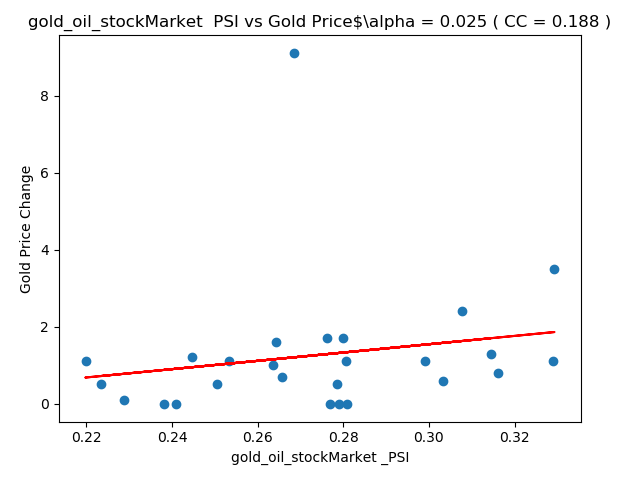 gold_oil_stockMarket  PSI vs Gold Price$\alpha = 0.025 ( CC = 0.188 )
8
6
4
2
0
Gold Price Change
0.22 0.24 0.26 0.28 0.30 0.32
gold_oil_stockMarket _PSI